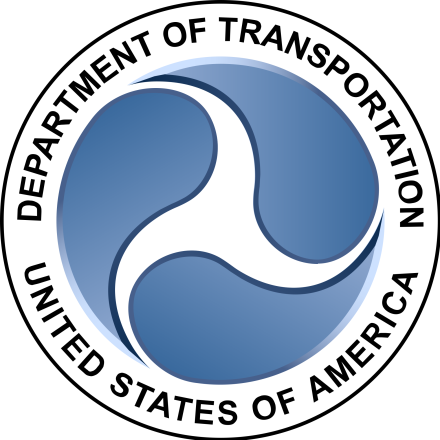 DEPARTMENT OF TRANSPORTATION
UNITED STATES OF AMERICA